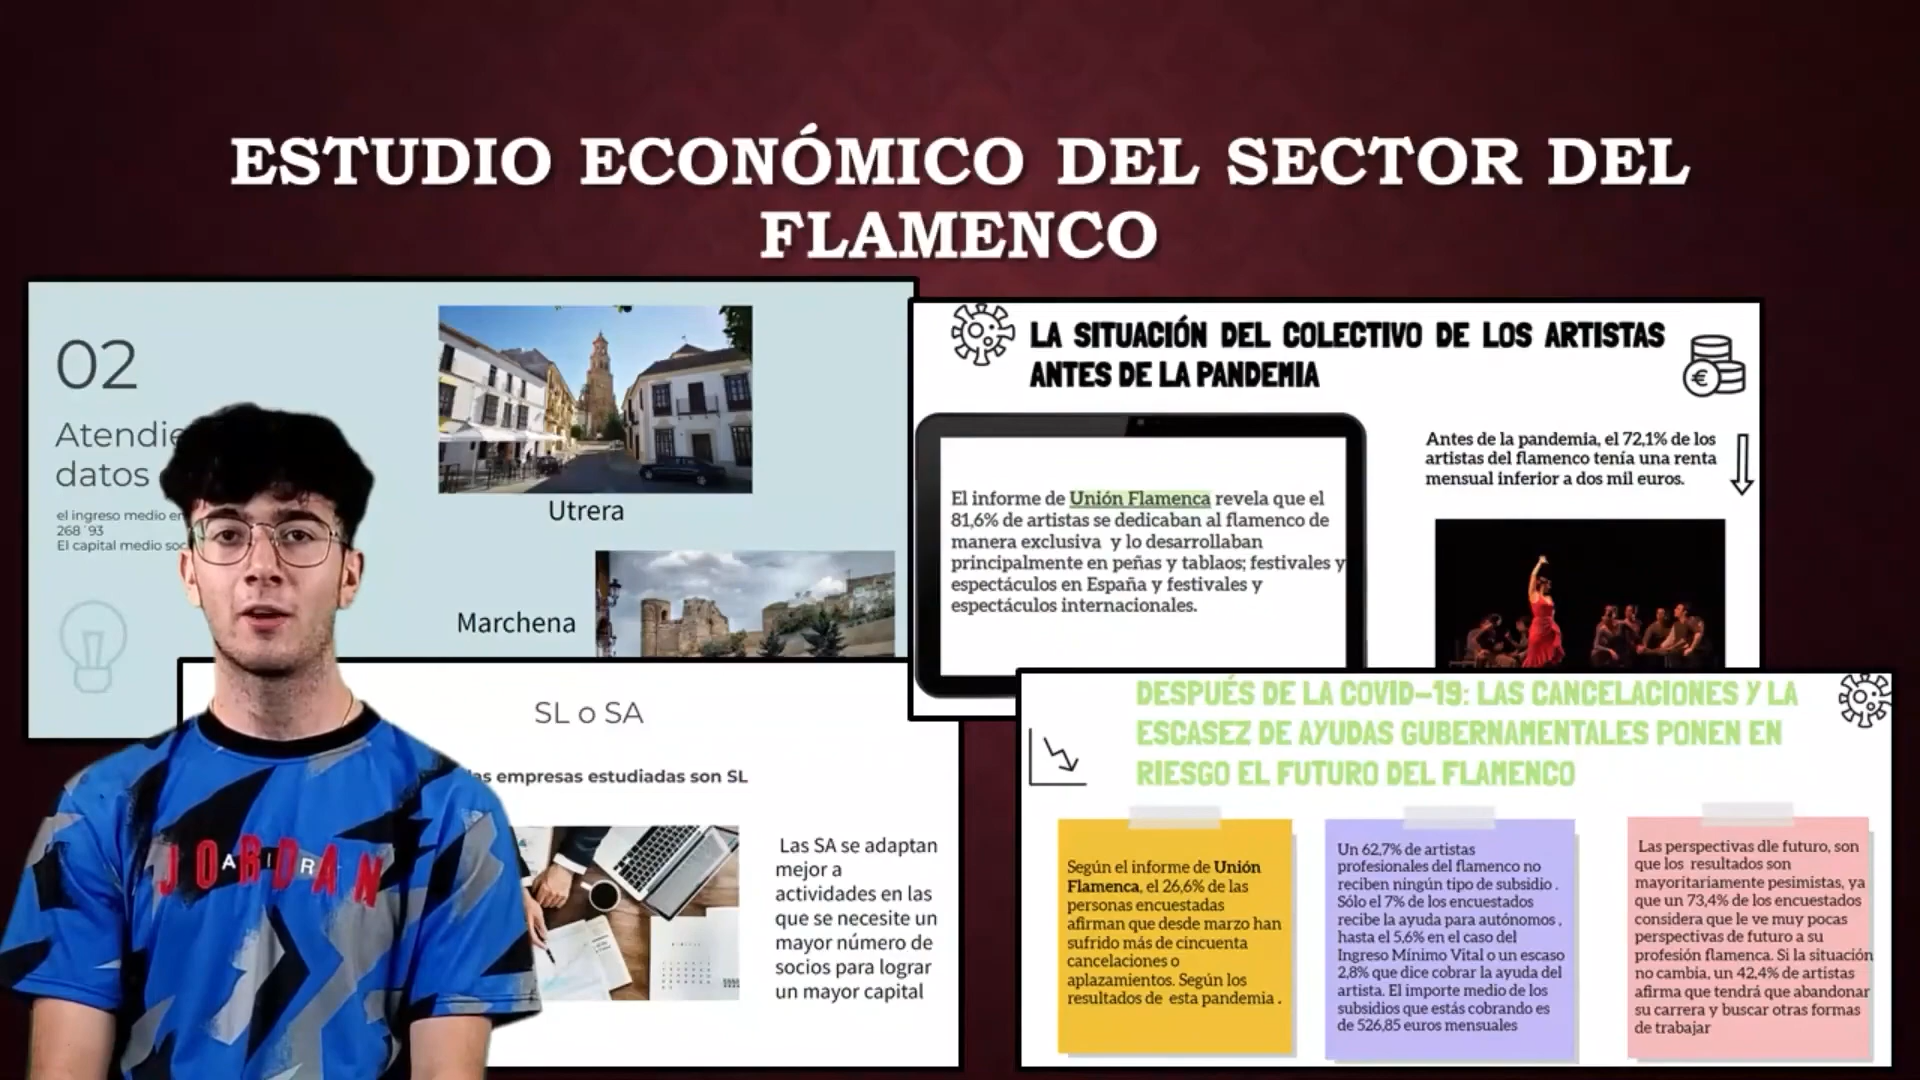 ESTUDIO ECONÓMICO DEL SECTOR DEL
FLAMENCO
02
datos
el ingreso medio
268´93
El capital medio
Utrera
Marchena
LA SITUACIÓN DEL COLECTIVO DE LOS ARTISTAS
ANTES DE LA PANDEMIA
El informe de Unión Flamenca revela que el
81,6% de artistas se dedicaban al flamenco de
manera exclusiva y lo desarrollaban
principalmente en peñas y tablaos; festivales y
espectáculos en España y festivales y
espectáculos internacionales.
Antes de la pandemia, el 72,1% de los
artistas del flamenco tenía una renta
mensual inferior a dos mil euros.
SL o SA
empresas estudiadas son SL
Las SA se adaptan
mejor a
actividades en las
que se necesite un
mayor número de
socios para lograr
un mayor capital
DESPUÉS DE LA COVID-19: LAS CANCELACIONES Y LA
ESCASEZ DE AYUDAS GUBERNAMENTALES PONEN EN
RIESGO EL FUTURO DEL FLAMENCO
Según el informe de Unión
Flamenca, el 26,6% de las
personas encuestadas
afirman que desde marzo han
sufrido más de cincuenta
cancelaciones o
aplazamientos. Según los
resultados de esta pandemia .
Un 62,7% de artistas
profesionales del flamenco no
reciben ningún tipo de subsidio .
Sólo el 7% de los encuestados
recibe la ayuda para autónomos ,
hasta el 5,6% en el caso del
Ingreso Mínimo Vital o un escaso
2,8% que dice cobrar la ayuda del
artista. El importe medio de los
subsidios que estás cobrando es
de 526,85 euros mensuales
Las perspectivas dle futuro, son
que los resultados son
mayoritariamente pesimistas, ya
que un 73,4% de los encuestados
considera que le ve muy pocas
perspectivas de futuro a su
profesión flamenca. Si la situación
no cambia, un 42,4% de artistas
afirma que tendrá que abandonar
su carrera y buscar otras formas
de trabajar
JORDAN
AIR